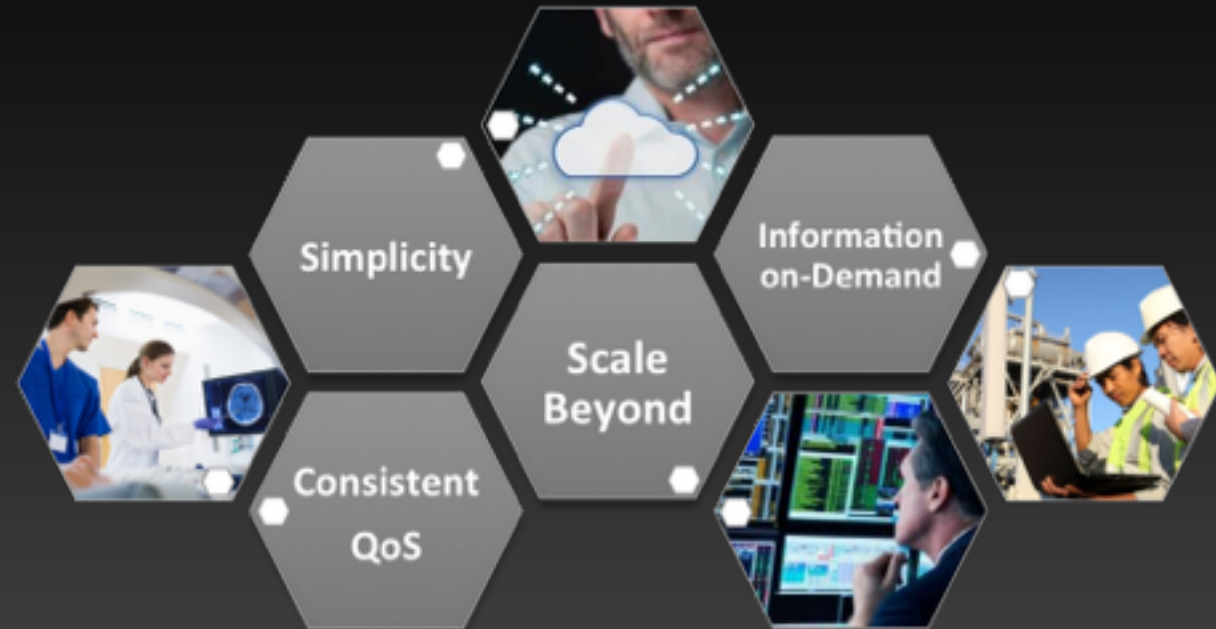 Simplicity
Information
on-Demand
Scale
Beyond
Consistent
QoS